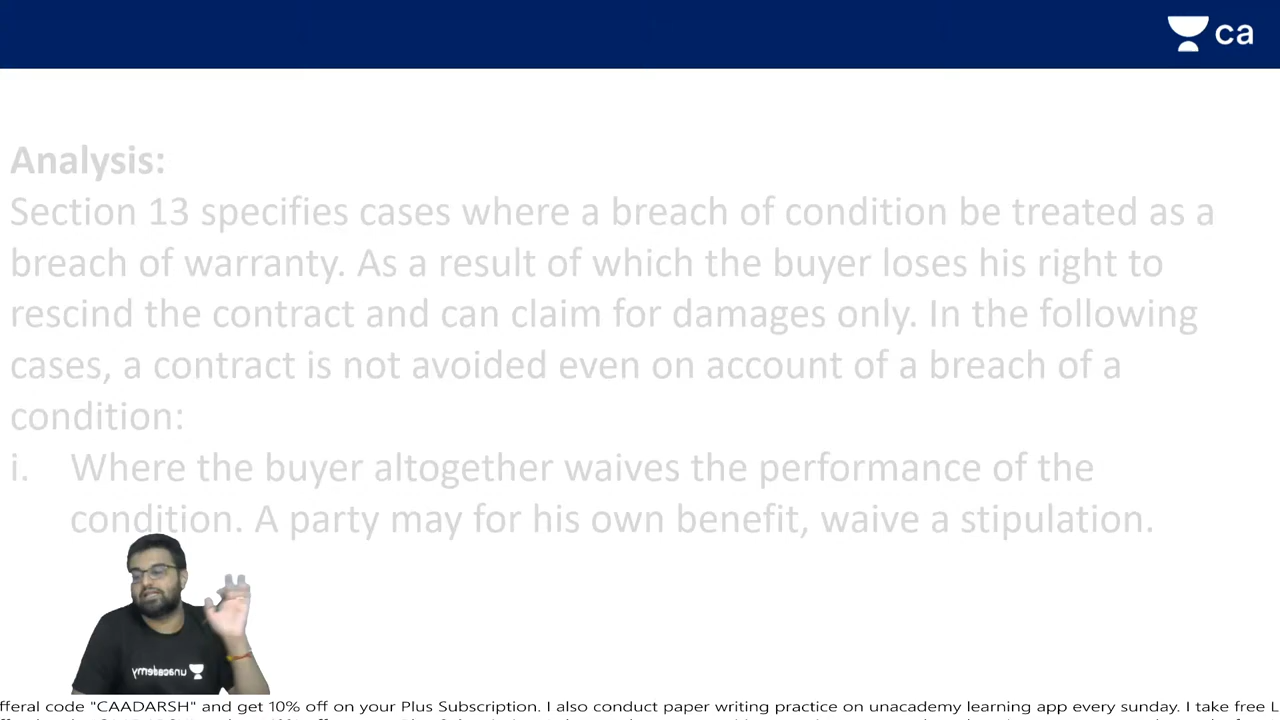 ca
Analysis:
Section 13 specifies cases where a breach of condition be treated as a
breach of warranty. As a result of which the buyer loses his right to
rescind the contract and can claim for damages only. In the following
cases, a contract is not avoided even on account of a breach of a
condition:
i. Where the buyer altogether waives the performance of the
condition. A party may for his own benefit, waive a stipulation.
unacademy
fferal code "CAADARSH" and get 10% off on your Plus Subscription. I also conduct paper writing practice on unacademy learning app every sunday. I take free L